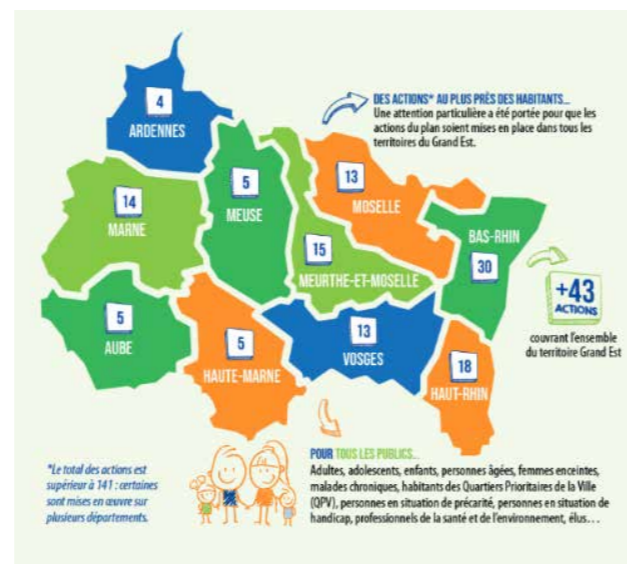 4
ARDENNES
DES ACTIONS* AU PLUS PRÈS DES HABITANTS...
Une attention particulière a été portée pour que les
actions du plan soient mises en place dans tous les
territoires du Grand Est.
14
MARNE
5
MEUSE
13
MOSELLE
15
MEURTHE-ET-MOSELLE
BAS-RHIN
30
+43
ACTIONS
couvrant l'ensemble
du territoire Grand Est
5
AUBE
5
HAUTE-MARNE
13
VOSGES
18
HAUT-RHIN
*Le total des actions est
supérieur à 141 : certaines
sont mises en œuvre sur
plusieurs départements.
POUR TOUS LES PUBLICS...
Adultes, adolescents, enfants, personnes âgées, femmes enceintes,
malades chroniques, habitants des Quartiers Prioritaires de la Ville
(QPV), personnes en situation de précarité, personnes en situation de
handicap, professionnels de la santé et de l'environnement, élus...